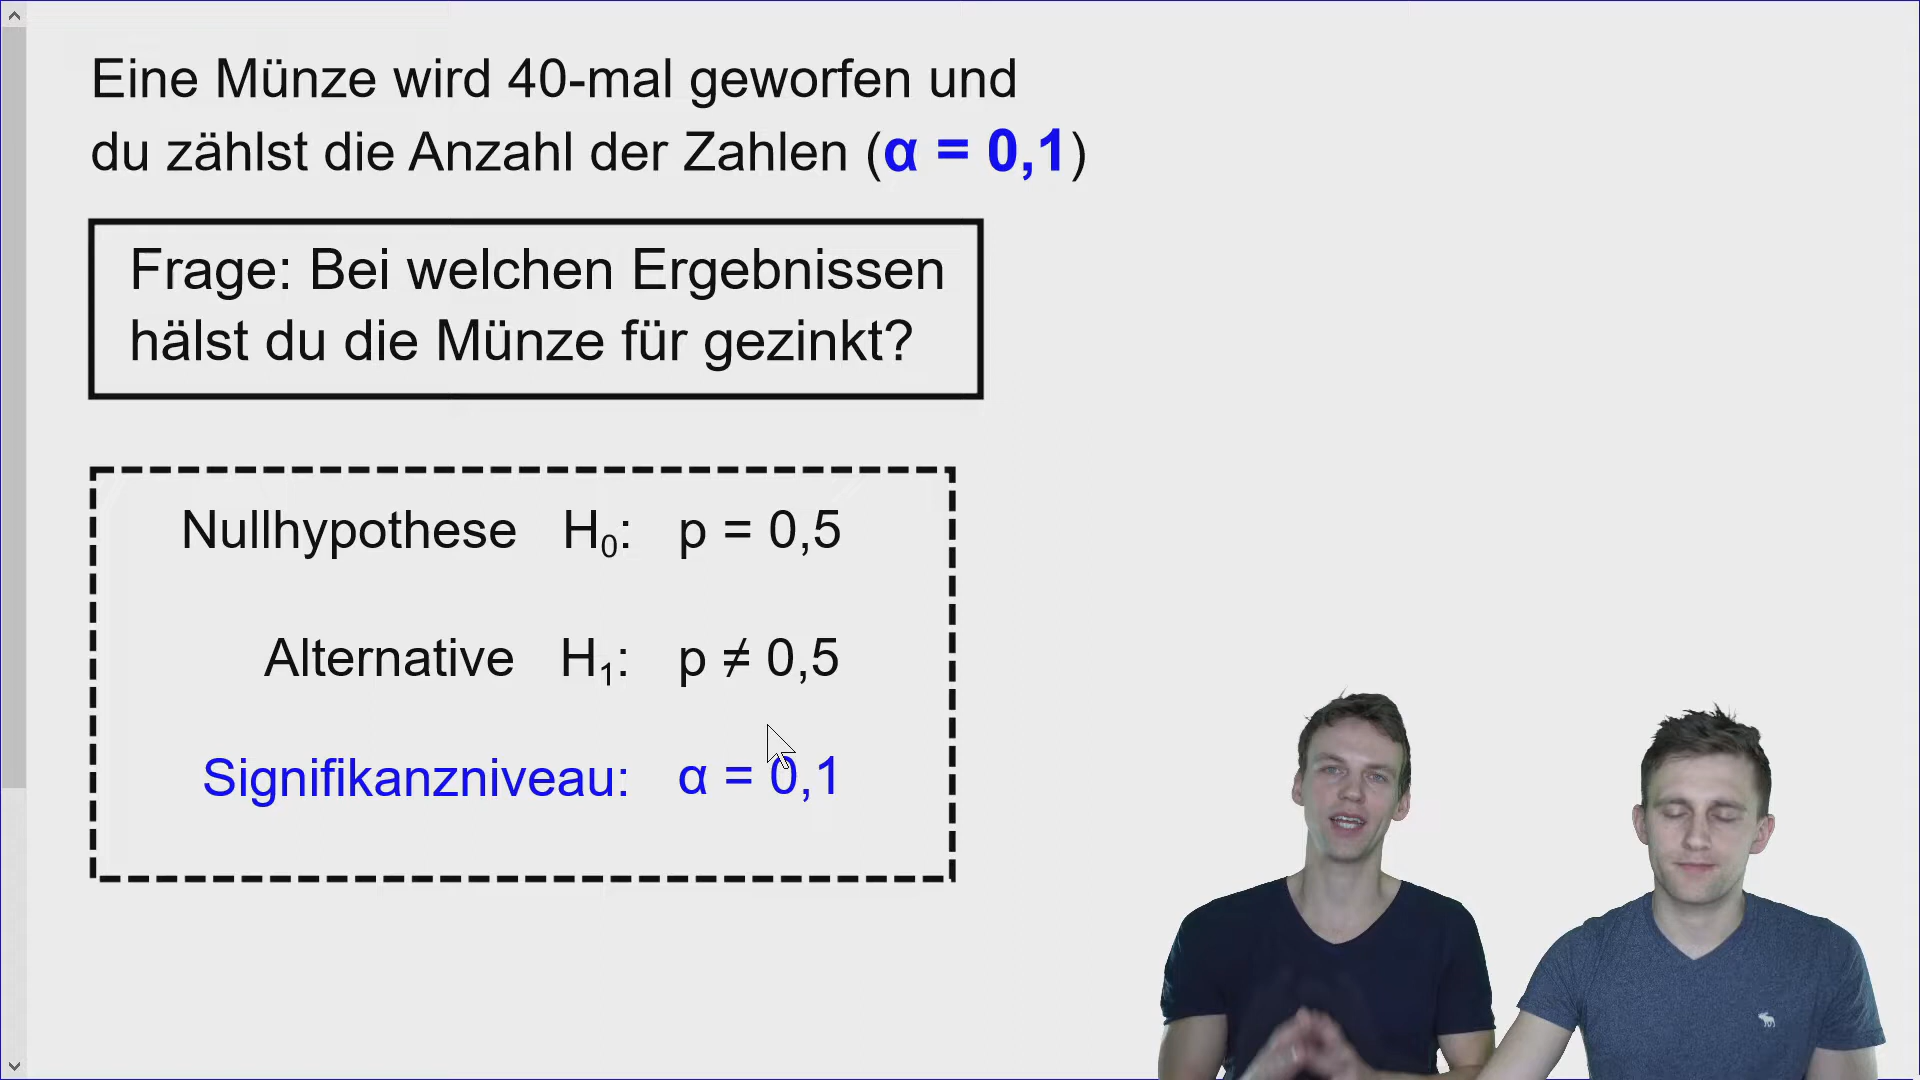 Eine Münze wird 40-mal geworfen und
du zählst die Anzahl der Zahlen (α = 0,1)
Frage: Bei welchen Ergebnissen
hälst du die Münze für gezinkt?
Nullhypothese H₀: p = 0,5
Alternative H₁: p ≠ 0,5
Signifikanzniveau: α = 0,1